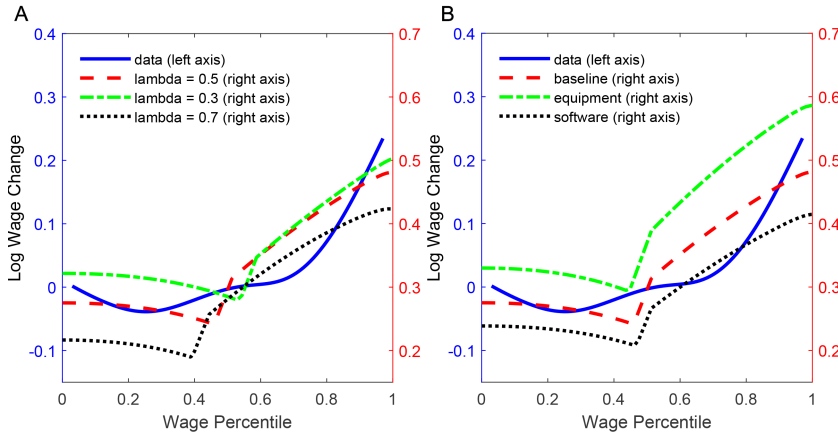 A
0.4
0.3
0.2
0.1
0
-0.1
Log Wage Change
data (left axis)
lambda = 0.5 (right axis)
lambda = 0.3 (right axis)
lambda = 0.7 (right axis)
0.7
0.6
0.5
0.4
0.3
0.2
0 0.2 0.4 0.6 0.8 1
Wage Percentile
B
0.4
0.3
0.2
0.1
0
-0.1
Log Wage Change
data (left axis)
baseline (right axis)
equipment (right axis)
software (right axis)
0.7
0.6
0.5
0.4
0.3
0.2
0 0.2 0.4 0.6 0.8 1
Wage Percentile